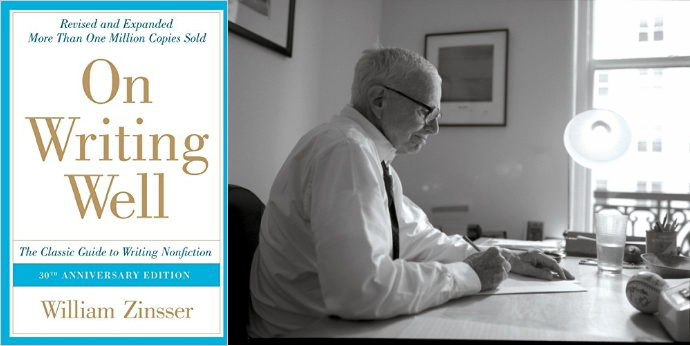 Revised and Expanded
More Than One Million Copies Sold
On
Writing
Well
The Classic Guide to Writing Nonfiction
30TH ANNIVERSARY EDITION
William Zinsser